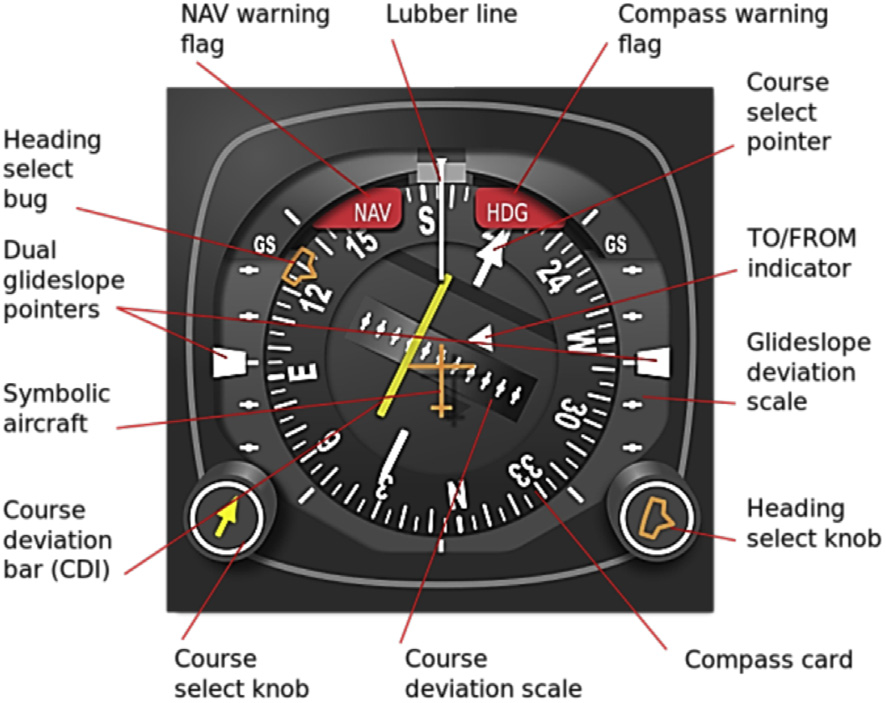 NAV warning
flag
Lubber line
Compass warning
flag
Course
select
pointer
Heading
select
bug
NAV
HDG
GS
GS
S
15
24
12
W
E
30
33
N
3
6
Dual
glideslope
pointers
TO/FROM
indicator
Glideslope
deviation
scale
Symbolic
aircraft
Course
deviation
bar (CDI)
Heading
select knob
Course
select knob
Course
deviation scale
Compass card